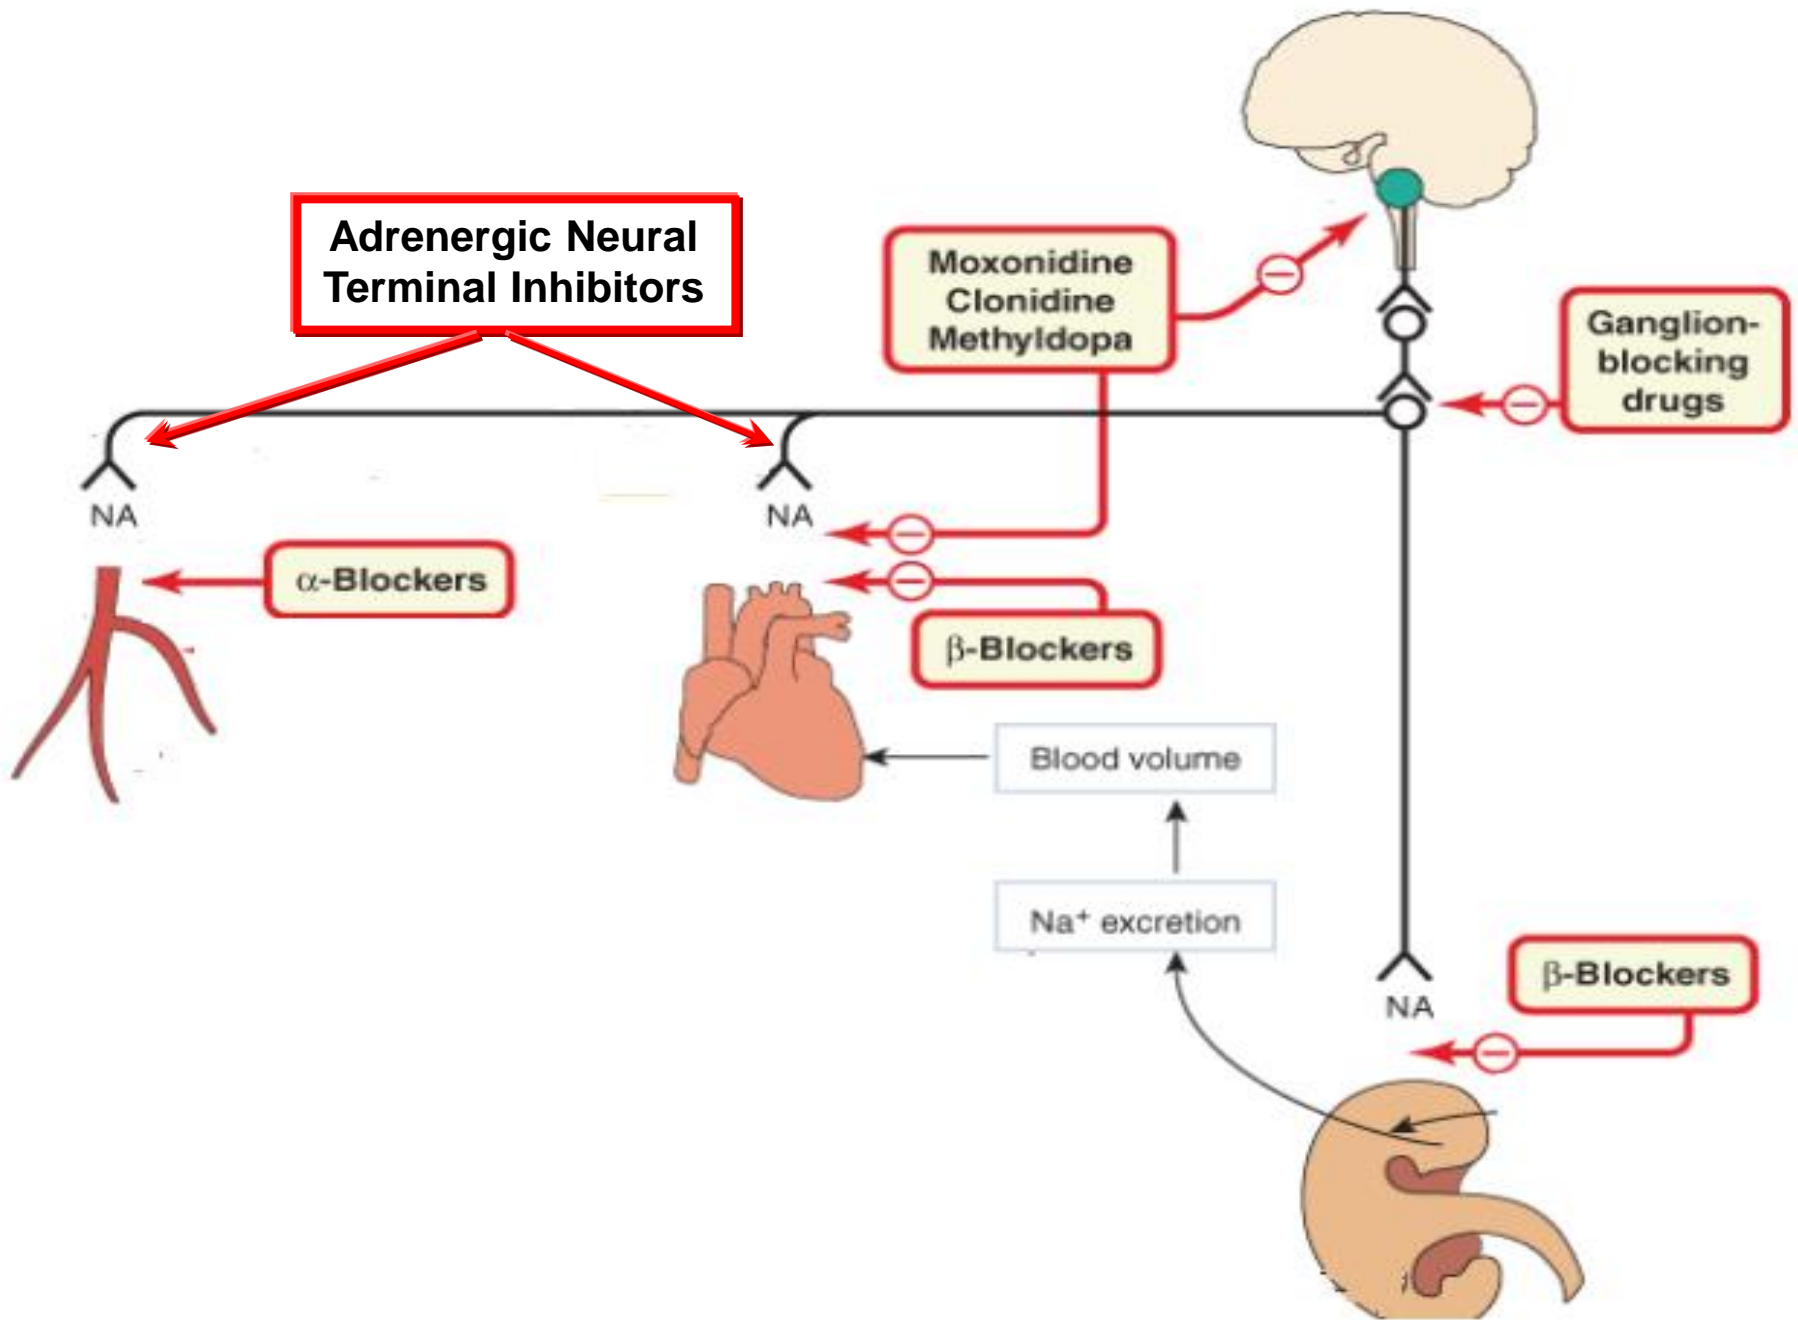 Adrenergic Neural
Terminal Inhibitors
Moxonidine
Clonidine
Methyldopa
Ganglion-
blocking
drugs
NA
NA
α-Blockers
β-Blockers
Blood volume
Na⁺ excretion
β-Blockers
NA